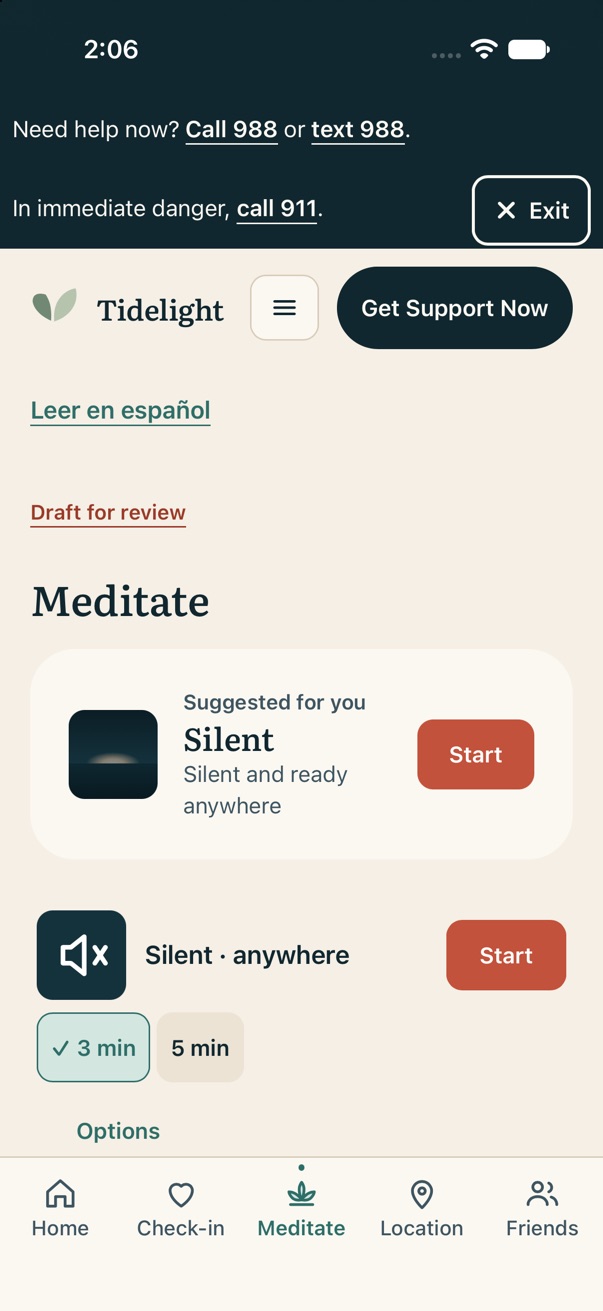 2:06
Need help now? Call 988 or text 988.
In immediate danger, call 911.
Exit
Tidelight
Get Support Now
Leer en español
Draft for review
Meditate
Suggested for you
Silent
Silent and ready
anywhere
Start
Silent · anywhere
Start
3 min
5 min
Options
Home
Check-in
Meditate
Location
Friends